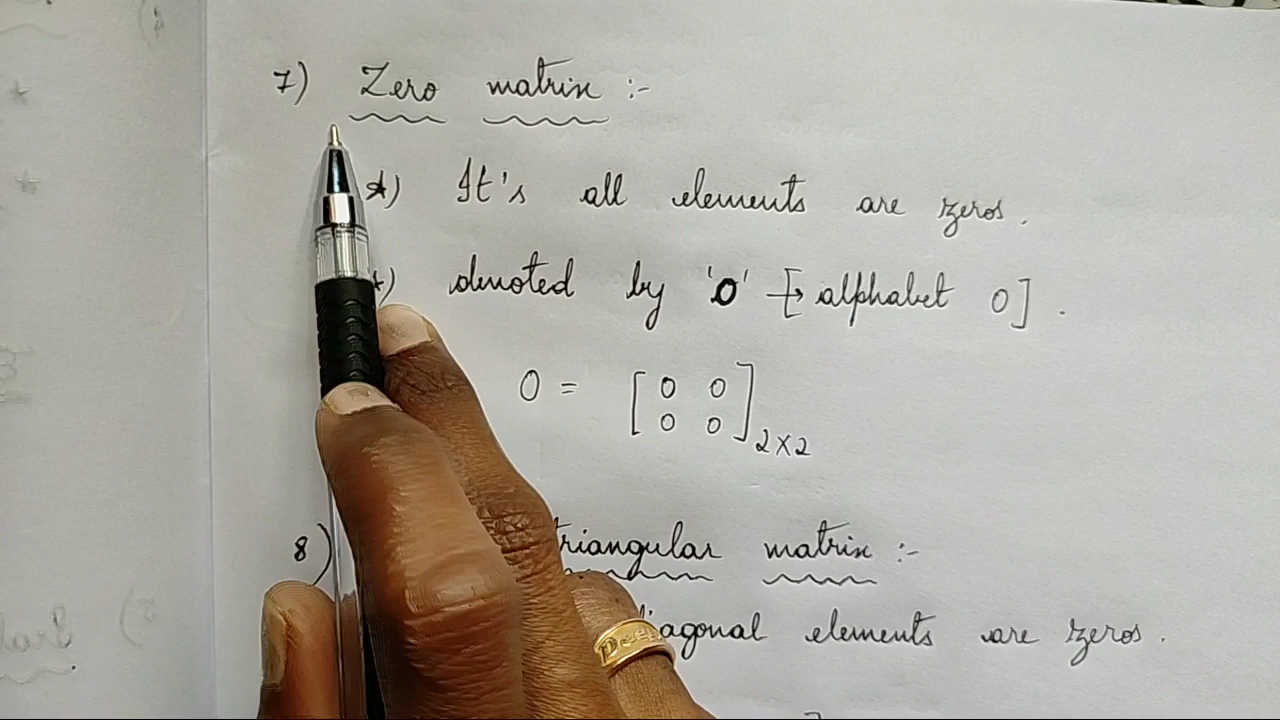 7) Zero matrix :-
*) It's all elements are zeros.
*) denoted by 'O' → [alphabet O].
O = [0 0
0 0] 2×2
8) triangular matrix :-
diagonal elements are zeros.